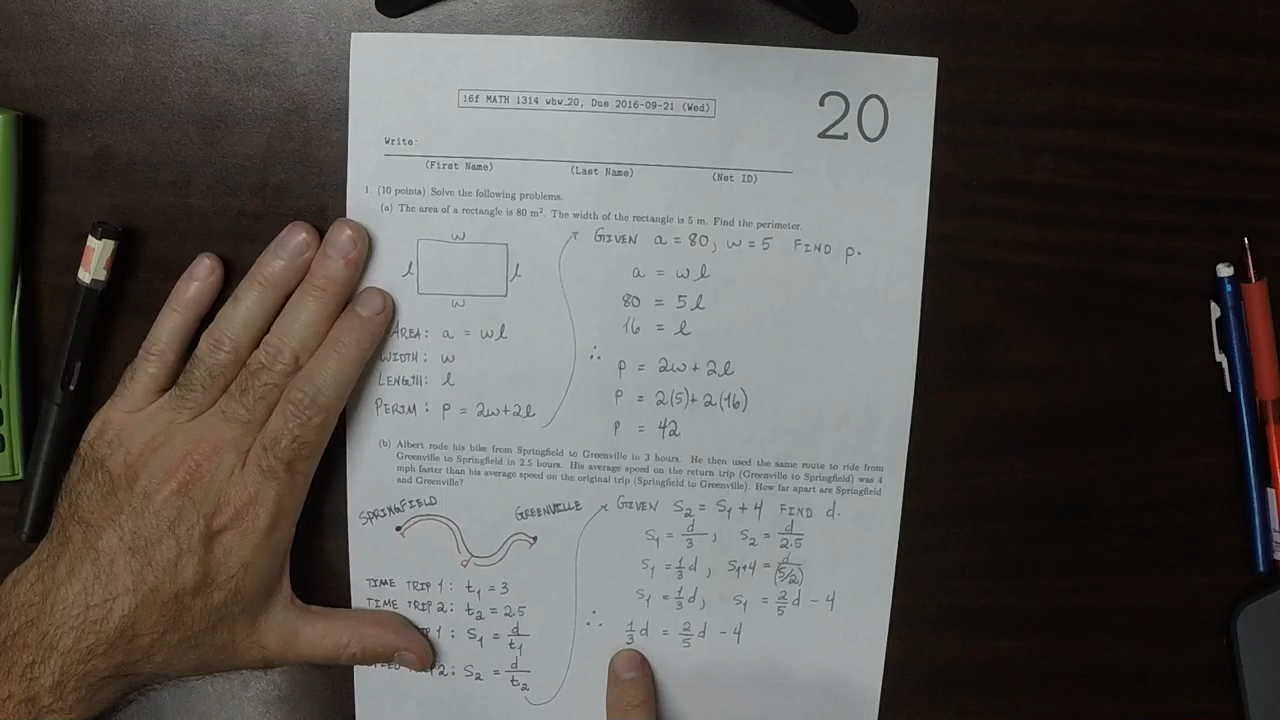 20
16f MATH 1314 whw_20, Due 2016-09-21 (Wed)
Write:
(First Name) (Last Name) (Not ID)
1. (10 points) Solve the following problems.
(a) The area of a rectangle is 80 m². The width of the rectangle is 5 m. Find the perimeter.
w
l l
w
AREA: a = wl
WIDTH: w
LENGTH: l
PERIM: p = 2w+2l
GIVEN a = 80, w = 5 FIND p.
a = wl
80 = 5l
16 = l
∴ p = 2w + 2l
p = 2(5)+2(16)
p = 42
(b) Albert rode his bike from Springfield to Greenville in 3 hours. He then used the same route to ride from
Greenville to Springfield in 2.5 hours. His average speed on the return trip (Greenville to Springfield) was 4
mph faster than his average speed on the original trip (Springfield to Greenville). How far apart are Springfield
and Greenville?
SPRINGFIELD GREENVILLE
TIME TRIP 1: t₁ = 3
TIME TRIP 2: t₂ = 2.5
1: S₁ = d/t₁
2: S₂ = d/t₂
GIVEN S₂ = S₁ + 4 FIND d.
S₁ = d/3, S₂ = d/2.5
S₁ = 1/3 d, S₁+4 = d/(5/2)
S₁ = 1/3 d, S₁ = 2/5 d - 4
∴ 1/3 d = 2/5 d - 4